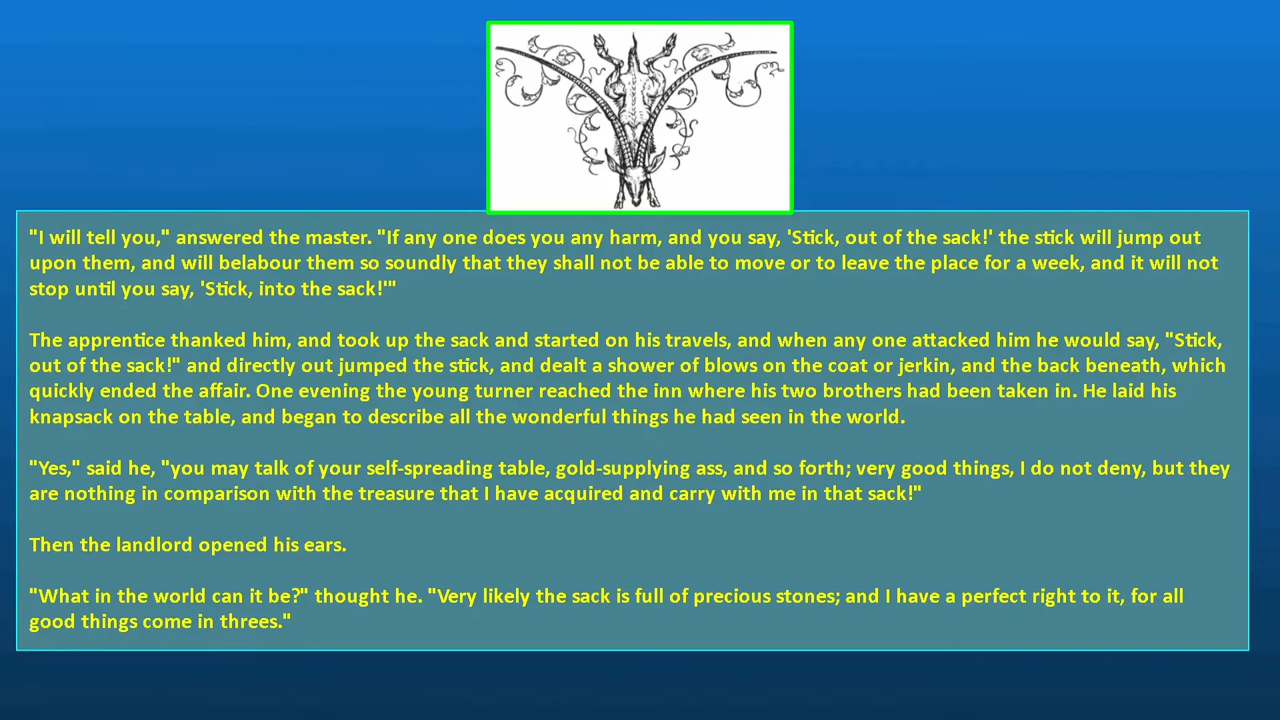 "I will tell you," answered the master. "If any one does you any harm, and you say, 'Stick, out of the sack!' the stick will jump out
upon them, and will belabour them so soundly that they shall not be able to move or to leave the place for a week, and it will not
stop until you say, 'Stick, into the sack!'"
The apprentice thanked him, and took up the sack and started on his travels, and when any one attacked him he would say, "Stick,
out of the sack!" and directly out jumped the stick, and dealt a shower of blows on the coat or jerkin, and the back beneath, which
quickly ended the affair. One evening the young turner reached the inn where his two brothers had been taken in. He laid his
knapsack on the table, and began to describe all the wonderful things he had seen in the world.
"Yes," said he, "you may talk of your self-spreading table, gold-supplying ass, and so forth; very good things, I do not deny, but they
are nothing in comparison with the treasure that I have acquired and carry with me in that sack!"
Then the landlord opened his ears.
"What in the world can it be?" thought he. "Very likely the sack is full of precious stones; and I have a perfect right to it, for all
good things come in threes."